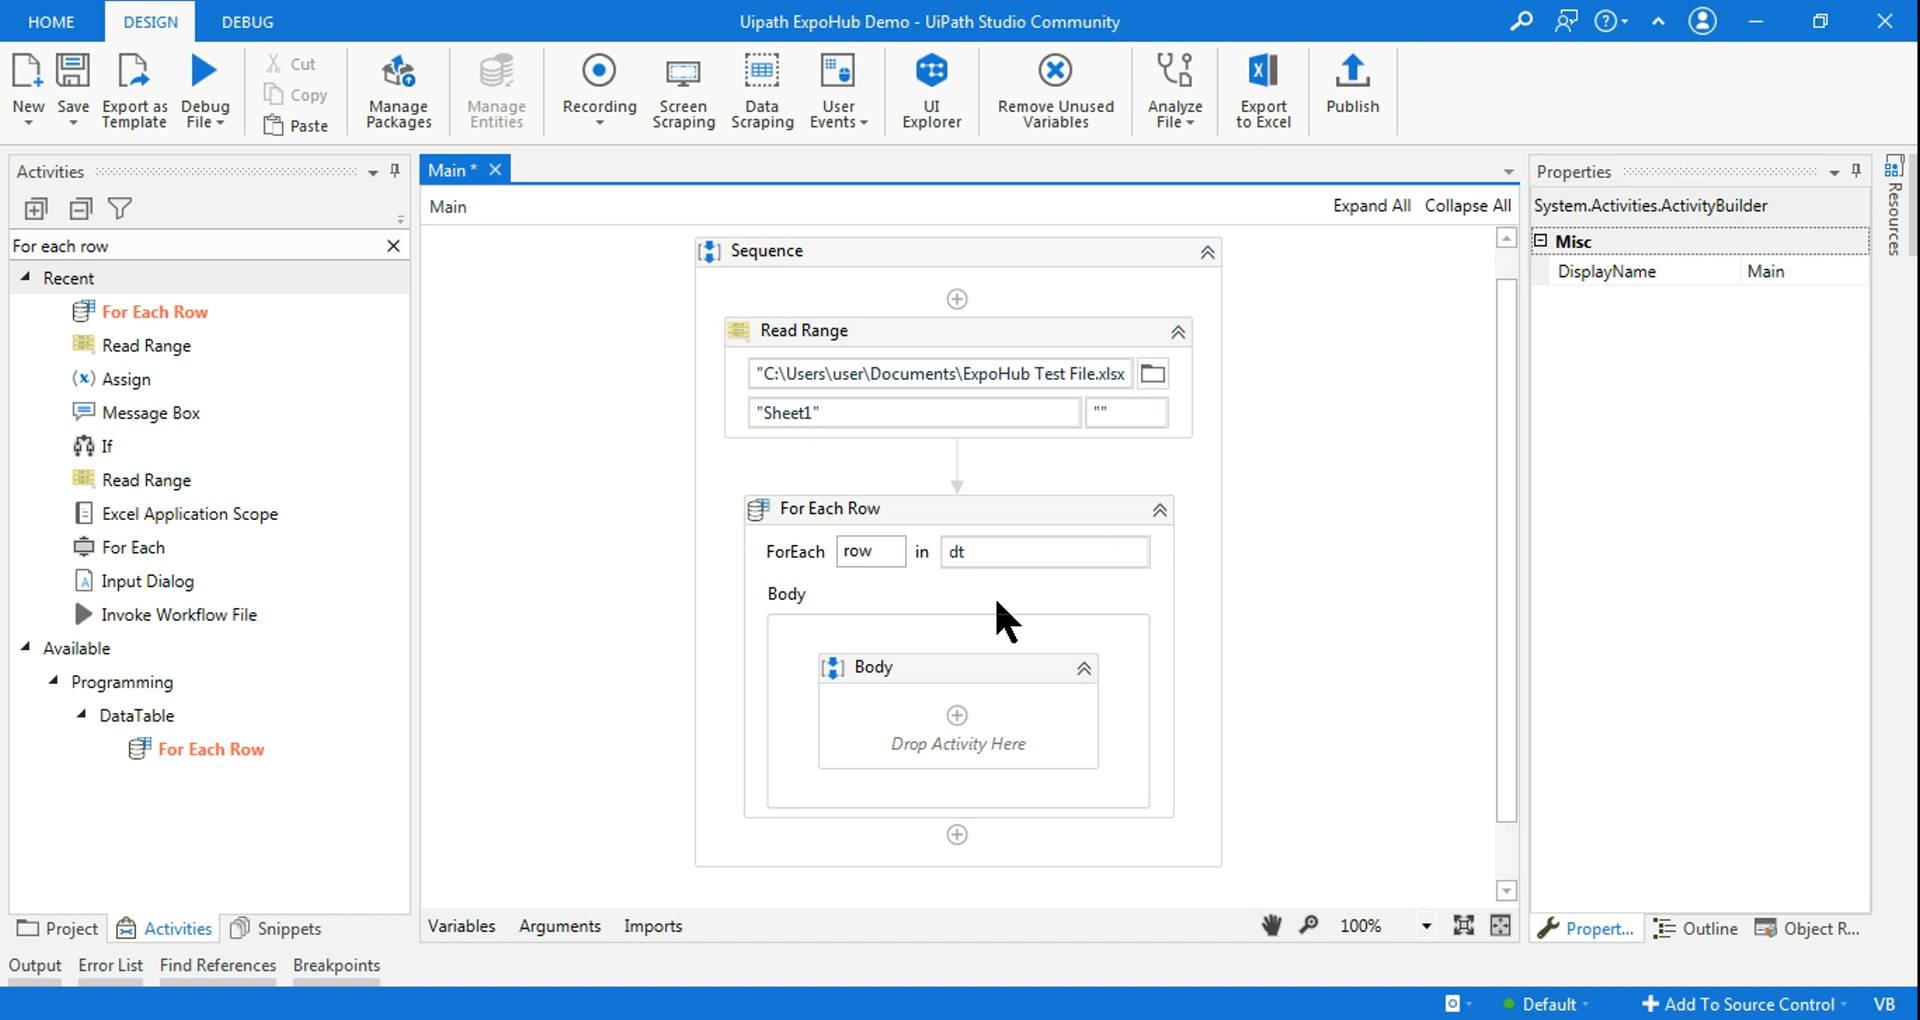 HOME DESIGN DEBUG Uipath ExpoHub Demo - UiPath Studio Community
New Save Export as Template Debug File Cut Copy Paste Manage Packages Manage Entities Recording Screen Scraping Data Scraping User Events UI Explorer Remove Unused Variables Analyze File Export to Excel Publish
Activities
For each row
Recent
For Each Row
Read Range
Assign
Message Box
If
Read Range
Excel Application Scope
For Each
Input Dialog
Invoke Workflow File
Available
Programming
DataTable
For Each Row
Project Activities Snippets
Main *
Main Expand All Collapse All
Sequence
Read Range
"C:\Users\user\Documents\ExpoHub Test File.xlsx
"Sheet1" ""
For Each Row
ForEach row in dt
Body
Body
Drop Activity Here
Variables Arguments Imports 100%
Properties
System.Activities.ActivityBuilder
Misc
DisplayName Main
Propert... Outline Object R...
Resources
Output Error List Find References Breakpoints
Default Add To Source Control VB